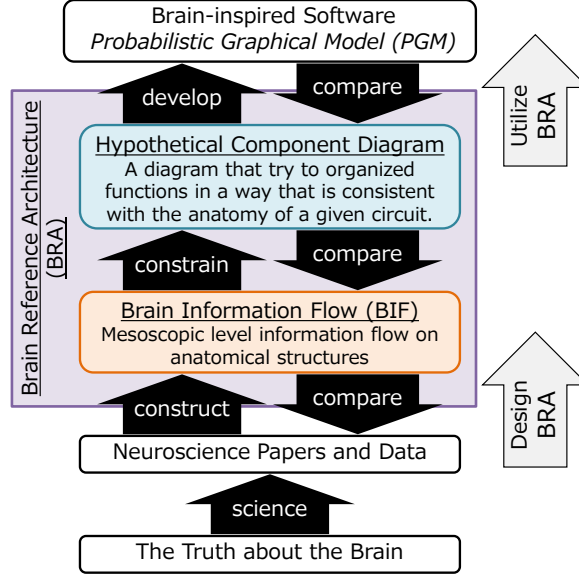 Brain-inspired Software
Probabilistic Graphical Model (PGM)
develop
compare
Utilize
BRA
Brain Reference Architecture
(BRA)
Hypothetical Component Diagram
A diagram that try to organized
functions in a way that is consistent
with the anatomy of a given circuit.
constrain
compare
Brain Information Flow (BIF)
Mesoscopic level information flow on
anatomical structures
construct
compare
Design
BRA
Neuroscience Papers and Data
science
The Truth about the Brain